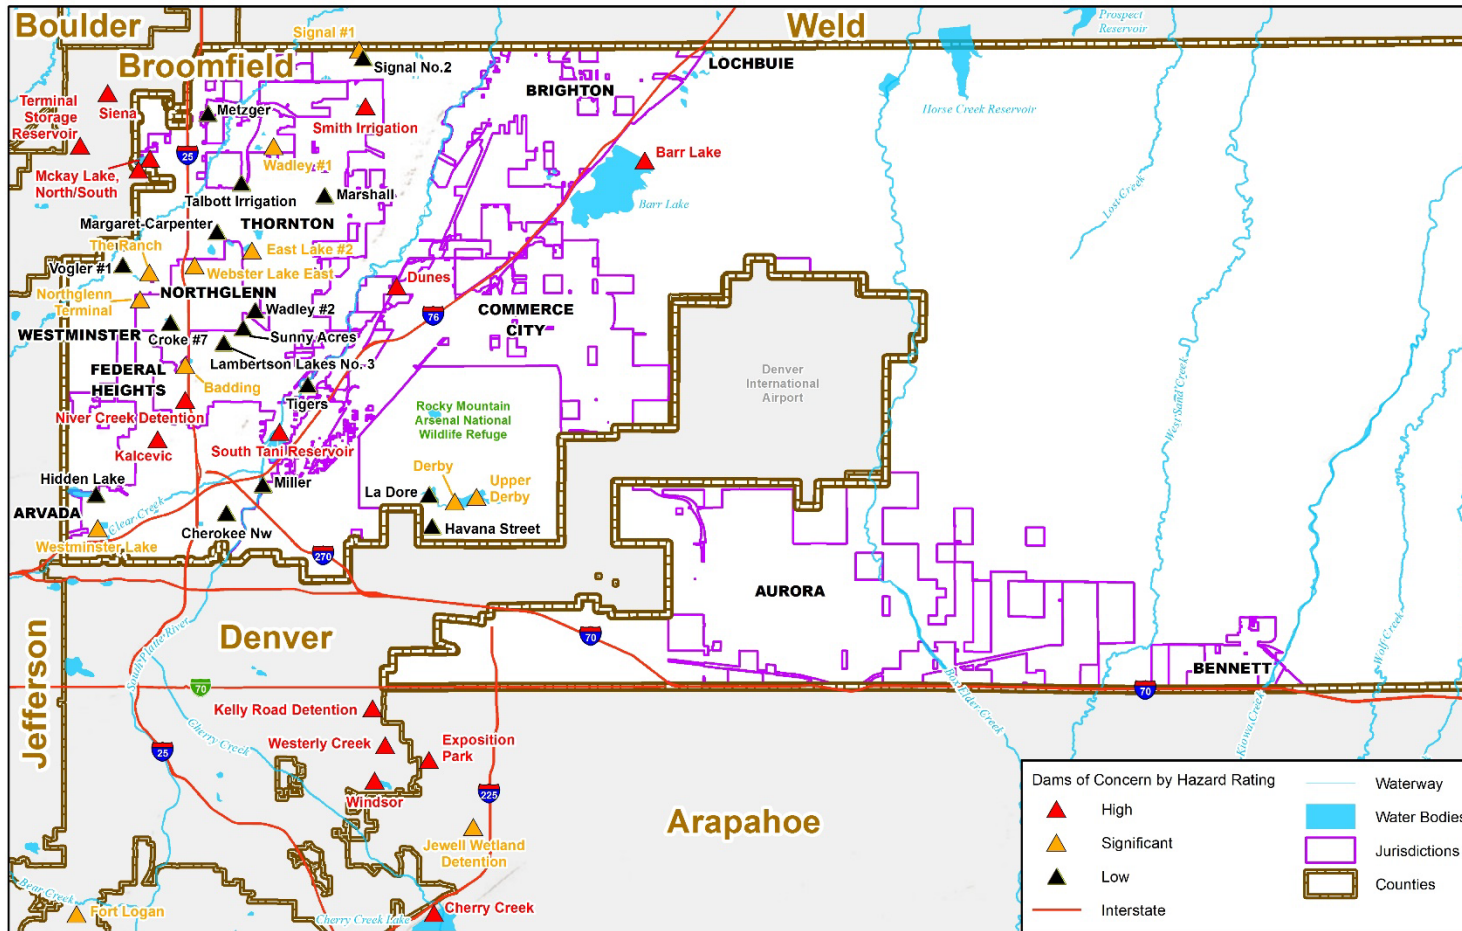 Boulder
Signal #1
Weld
Prospect
Reservoir
Broomfield
Signal No.2
LOCHBUIE
BRIGHTON
Terminal
Storage
Reservoir
Siena
Metzger
Smith Irrigation
Horse Creek Reservoir
25
Wadley #1
Barr Lake
Mckay Lake,
North/South
Talbott Irrigation
Marshall
Barr Lake
Lost Creek
Margaret-Carpenter
THORNTON
The Ranch
East Lake #2
Vogler #1
Webster Lake East
Dunes
Northglenn
Terminal
NORTHGLENN
Wadley #2
COMMERCE
CITY
76
WESTMINSTER
Croke #7
Sunny Acres
Lambertson Lakes No. 3
FEDERAL
HEIGHTS
Badding
Denver
International
Airport
Tigers
Niver Creek Detention
Rocky Mountain
Arsenal National
Wildlife Refuge
West Sand Creek
Kalcevic
South Tani Reservoir
Hidden Lake
Miller
La Dore
Derby
Upper
Derby
ARVADA
Clear Creek
Cherokee Nw
Havana Street
Westminster Lake
270
AURORA
Jefferson
Denver
South Platte River
70
Wolf Creek
BENNETT
70
70
Box Elder Creek
Kiowa Creek
Kelly Road Detention
Cherry Creek
Westerly Creek
Exposition
Park
25
Windsor
225
Arapahoe
Jewell Wetland
Detention
Bear Creek
Fort Logan
Cherry Creek Lake
Cherry Creek
Dams of Concern by Hazard Rating
High
Significant
Low
Interstate
Waterway
Water Bodies
Jurisdictions
Counties